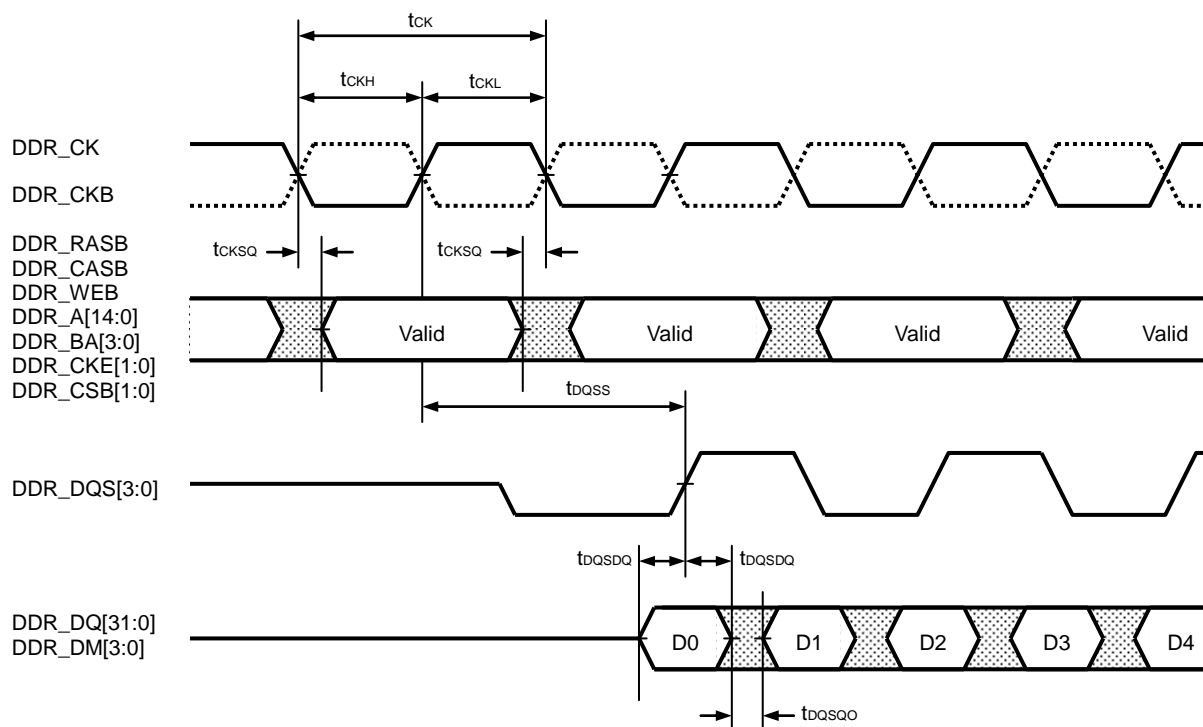 tCK
tCKH tCKL
DDR_CK
DDR_CKB
tCKSQ tCKSQ
DDR_RASB
DDR_CASB
DDR_WEB
DDR_A[14:0]
DDR_BA[3:0]
DDR_CKE[1:0]
DDR_CSB[1:0]
Valid Valid Valid Valid
tDQSS
DDR_DQS[3:0]
tDQSDQ tDQSDQ
DDR_DQ[31:0]
DDR_DM[3:0]
D0 D1 D2 D3 D4
tDQSQO